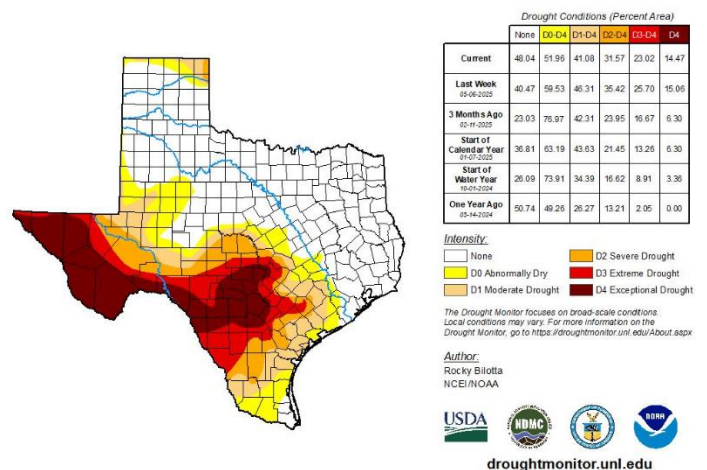 Drought Conditions (Percent Area)
None D0-D4 D1-D4 D2-D4 D3-D4 D4
Current 48.04 51.96 41.08 31.57 23.02 14.47
Last Week 05-06-2025 40.47 59.53 46.31 35.42 25.70 15.06
3 Months Ago 02-11-2025 23.03 76.97 42.31 23.95 16.67 6.30
Start of Calendar Year 01-07-2025 36.81 63.19 43.63 21.45 13.26 6.30
Start of Water Year 10-01-2024 26.09 73.91 34.39 16.62 8.91 3.36
One Year Ago 05-14-2024 50.74 49.26 26.27 13.21 2.05 0.00
Intensity:
None
D0 Abnormally Dry
D1 Moderate Drought
D2 Severe Drought
D3 Extreme Drought
D4 Exceptional Drought
The Drought Monitor focuses on broad-scale conditions.
Local conditions may vary. For more information on the
Drought Monitor, go to https://droughtmonitor.unl.edu/About.aspx
Author:
Rocky Bilotta
NCEI/NOAA
USDA
NDMC
NOAA
droughtmonitor.unl.edu